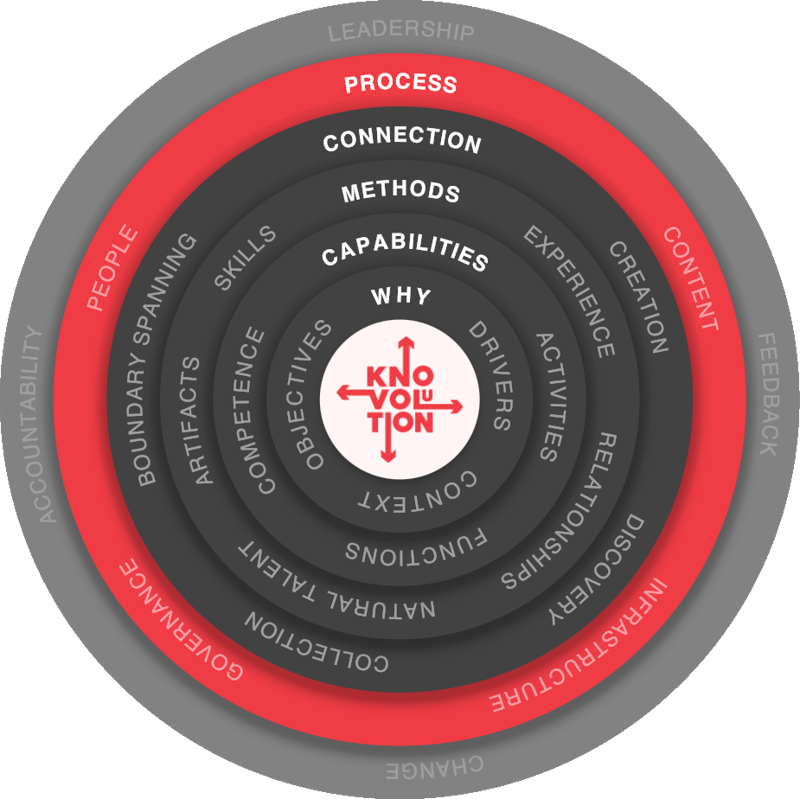 LEADERSHIP
FEEDBACK
CHANGE
ACCOUNTABILITY
PROCESS
CONTENT
INFRASTRUCTURE
GOVERNANCE
PEOPLE
CONNECTION
CREATION
DISCOVERY
COLLECTION
BOUNDARY SPANNING
METHODS
EXPERIENCE
RELATIONSHIPS
NATURAL TALENT
ARTIFACTS
SKILLS
CAPABILITIES
ACTIVITIES
FUNCTIONS
COMPETENCE
WHY
DRIVERS
CONTEXT
OBJECTIVES
KNO
VOLU
TION